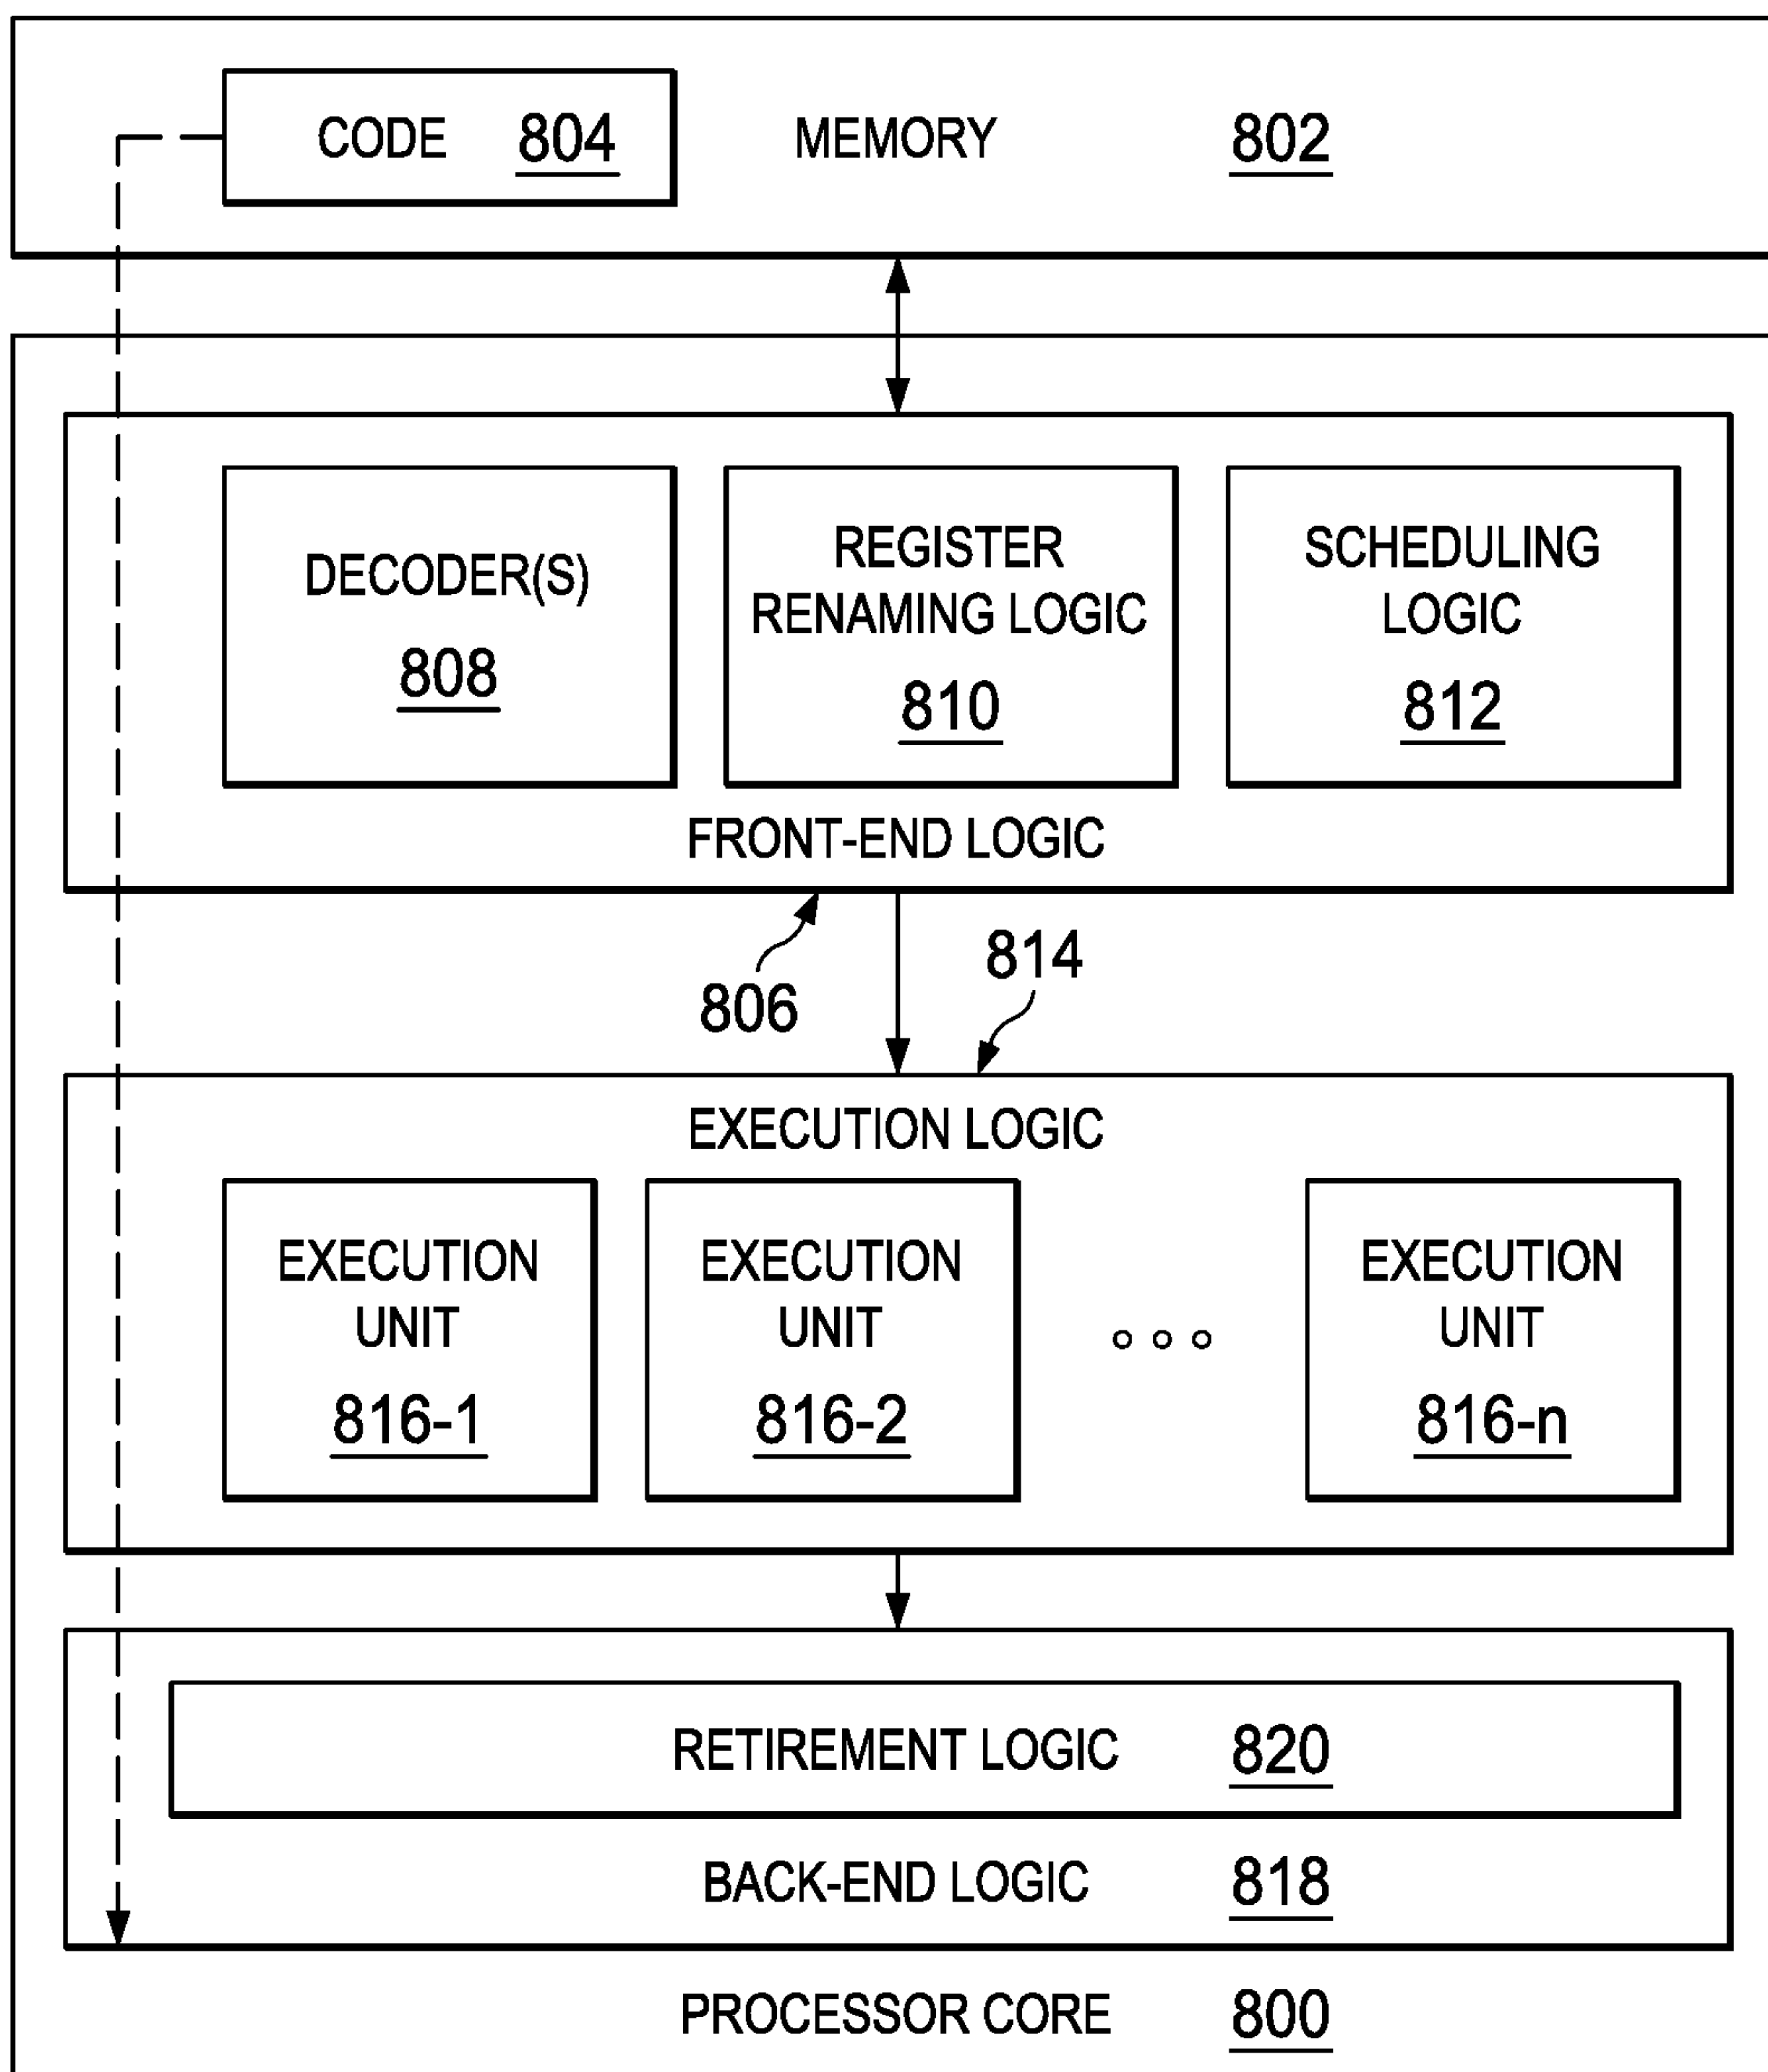 CODE 804 MEMORY 802
DECODER(S)
808
REGISTER
RENAMING LOGIC
810
SCHEDULING
LOGIC
812
FRONT-END LOGIC
806
814
EXECUTION LOGIC
EXECUTION
UNIT
816-1
EXECUTION
UNIT
816-2
EXECUTION
UNIT
816-n
RETIREMENT LOGIC 820
BACK-END LOGIC 818
PROCESSOR CORE 800